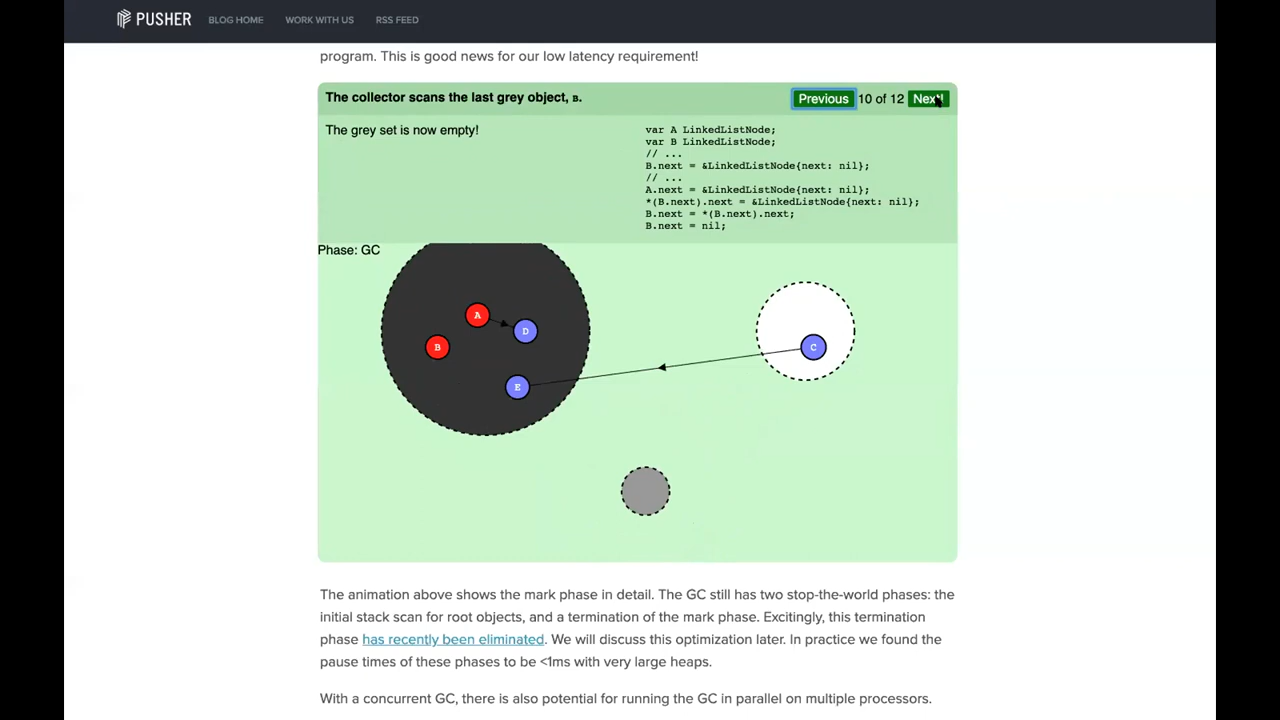 PUSHER BLOG HOME WORK WITH US RSS FEED
program. This is good news for our low latency requirement!
The collector scans the last grey object, B.
Previous 10 of 12 Next!
The grey set is now empty!
var A LinkedListNode;
var B LinkedListNode;
// ...
B.next = &LinkedListNode{next: nil};
// ...
A.next = &LinkedListNode{next: nil};
*(B.next).next = &LinkedListNode{next: nil};
B.next = *(B.next).next;
B.next = nil;
Phase: GC
A
D
B
C
E
The animation above shows the mark phase in detail. The GC still has two stop-the-world phases: the
initial stack scan for root objects, and a termination of the mark phase. Excitingly, this termination
phase has recently been eliminated. We will discuss this optimization later. In practice we found the
pause times of these phases to be <1ms with very large heaps.
With a concurrent GC, there is also potential for running the GC in parallel on multiple processors.